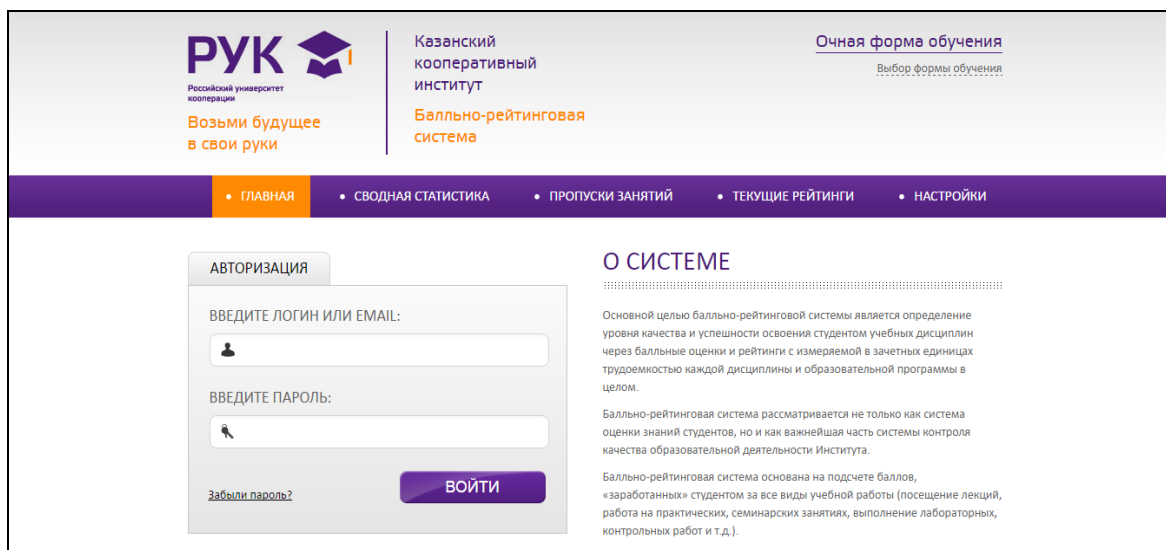 РУК
Российский университет
кооперации
Возьми будущее
в свои руки
Казанский
кооперативный
институт
Балльно-рейтинговая
система
Очная форма обучения
Выбор формы обучения
ГЛАВНАЯ
СВОДНАЯ СТАТИСТИКА
ПРОПУСКИ ЗАНЯТИЙ
ТЕКУЩИЕ РЕЙТИНГИ
НАСТРОЙКИ
АВТОРИЗАЦИЯ
ВВЕДИТЕ ЛОГИН ИЛИ EMAIL:
ВВЕДИТЕ ПАРОЛЬ:
Забыли пароль?
ВОЙТИ
О СИСТЕМЕ
Основной целью балльно-рейтинговой системы является определение
уровня качества и успешности освоения студентом учебных дисциплин
через балльные оценки и рейтинги с измеряемой в зачетных единицах
трудоемкостью каждой дисциплины и образовательной программы в
целом.
Балльно-рейтинговая система рассматривается не только как система
оценки знаний студентов, но и как важнейшая часть системы контроля
качества образовательной деятельности Института.
Балльно-рейтинговая система основана на подсчете баллов,
«заработанных» студентом за все виды учебной работы (посещение лекций,
работа на практических, семинарских занятиях, выполнение лабораторных,
контрольных работ и т.д.).